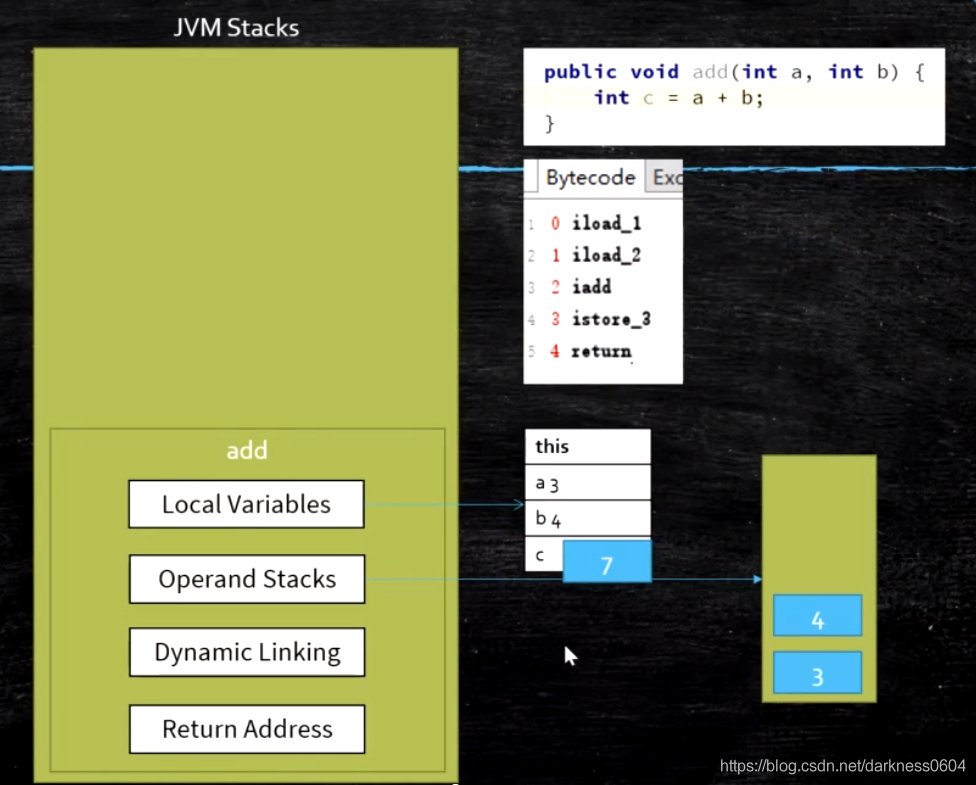 JVM Stacks
public void add(int a, int b) {
int c = a + b;
}
Bytecode Exc
1 0 iload_1
2 1 iload_2
3 2 iadd
4 3 istore_3
5 4 return
add
Local Variables
Operand Stacks
Dynamic Linking
Return Address
this
a 3
b 4
c
7
4
3
https://blog.csdn.net/darkness0604